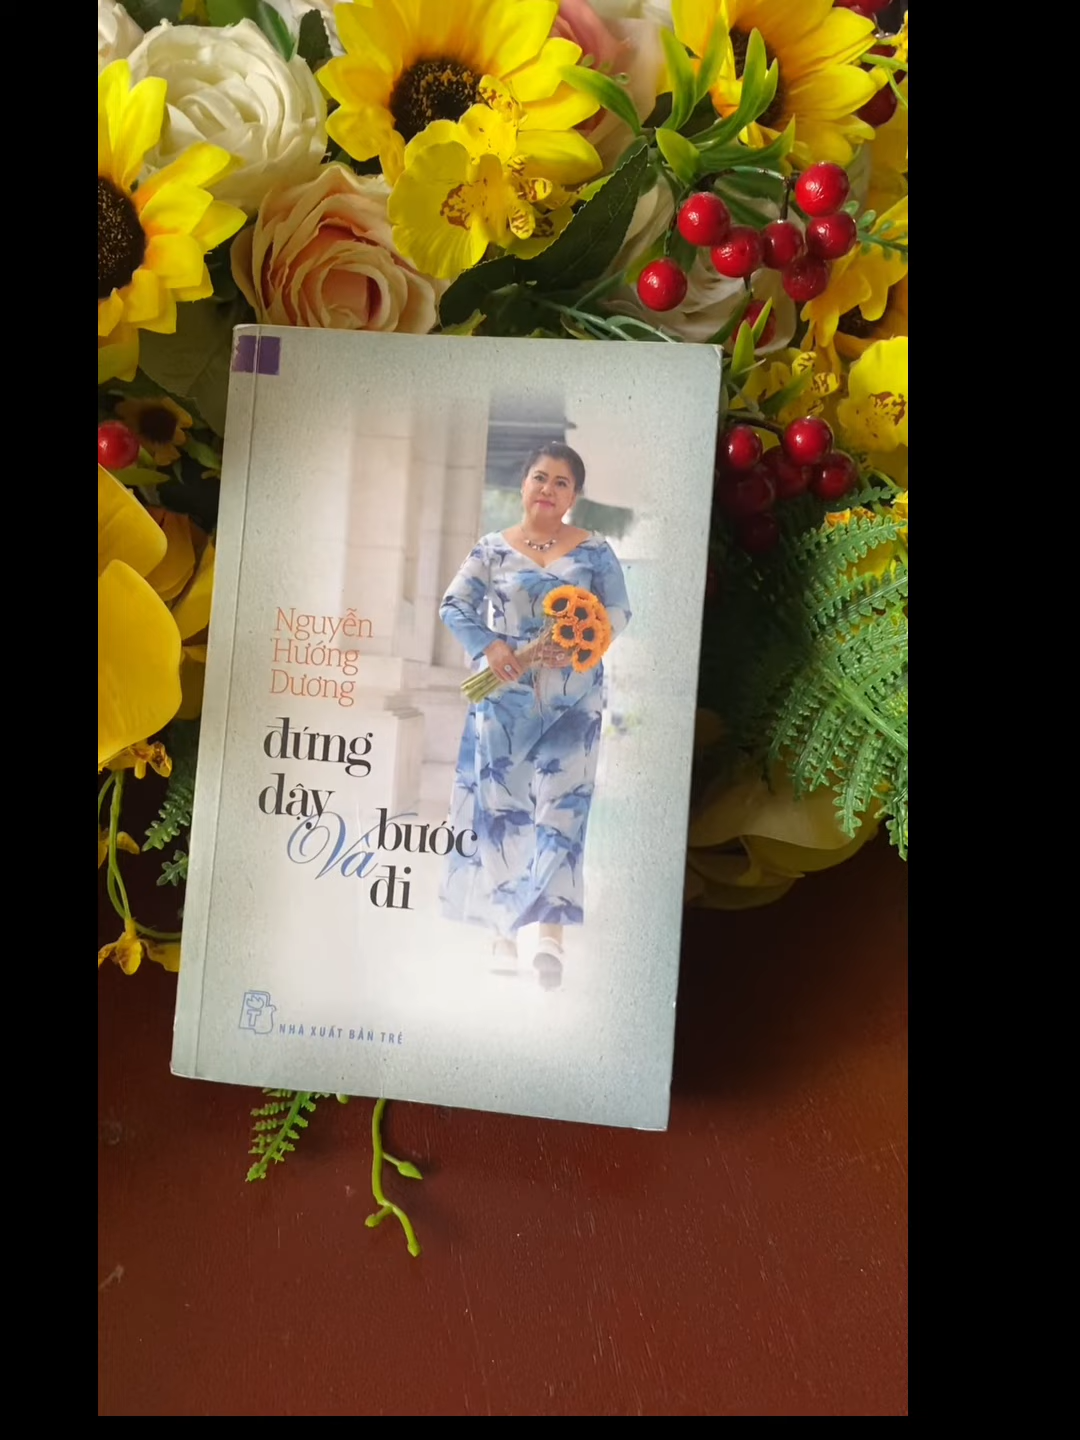 Nguyễn
Hướng
Dương
đứng
dậy
Và bước
đi
NHÀ XUẤT BẢN TRẺ